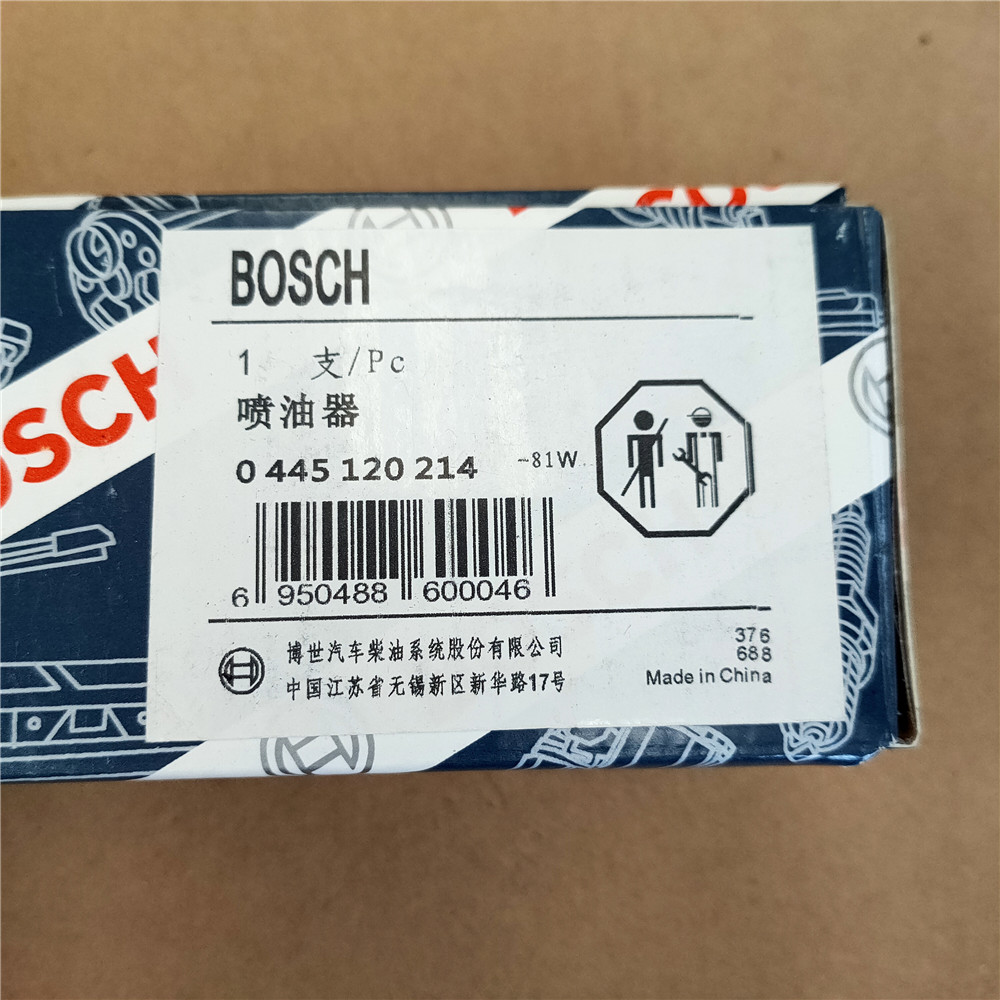 BOSCH
1 支/Pc
喷油器
0 445 120 214 -81W
6 950488 600046
博世汽车柴油系统股份有限公司
中国江苏省无锡新区新华路17号
376
688
Made in China
OSCH